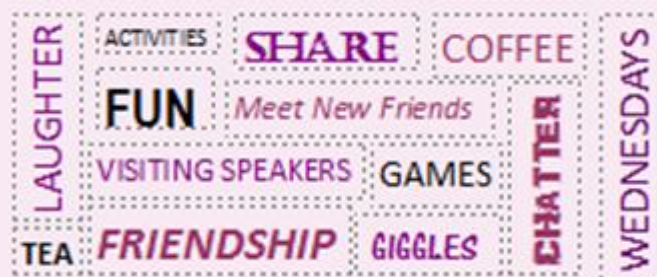 LAUGHTER
ACTIVITIES
SHARE
COFFEE
WEDNESDAYS
FUN
Meet New Friends
CHATTER
VISITING SPEAKERS
GAMES
TEA
FRIENDSHIP
GIGGLES